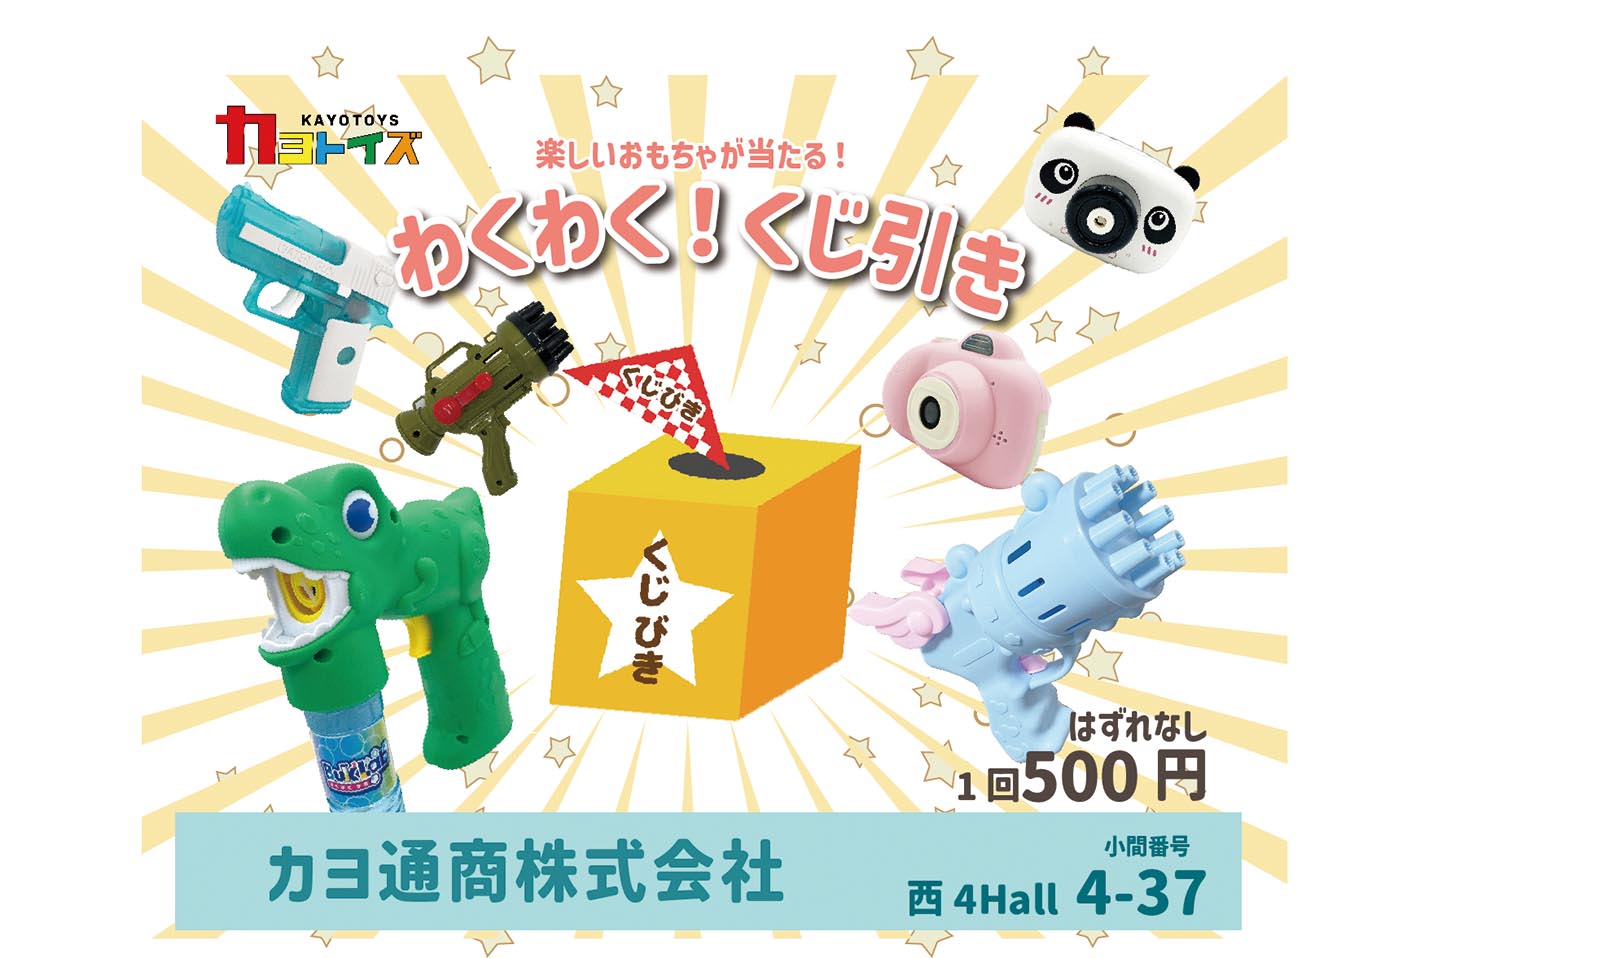 KAYOTOYS
カヨトイズ
楽しいおもちゃが当たる！
わくわく！くじ引き
くじびき
くじびき
はずれなし
1回500円
カヨ通商株式会社
小間番号
西4Hall 4-37